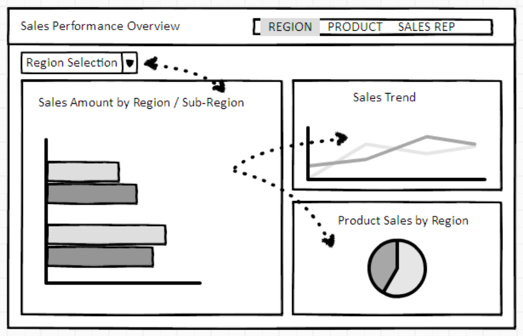 Sales Performance Overview
REGION PRODUCT SALES REP
Region Selection
Sales Amount by Region / Sub-Region
Sales Trend
Product Sales by Region